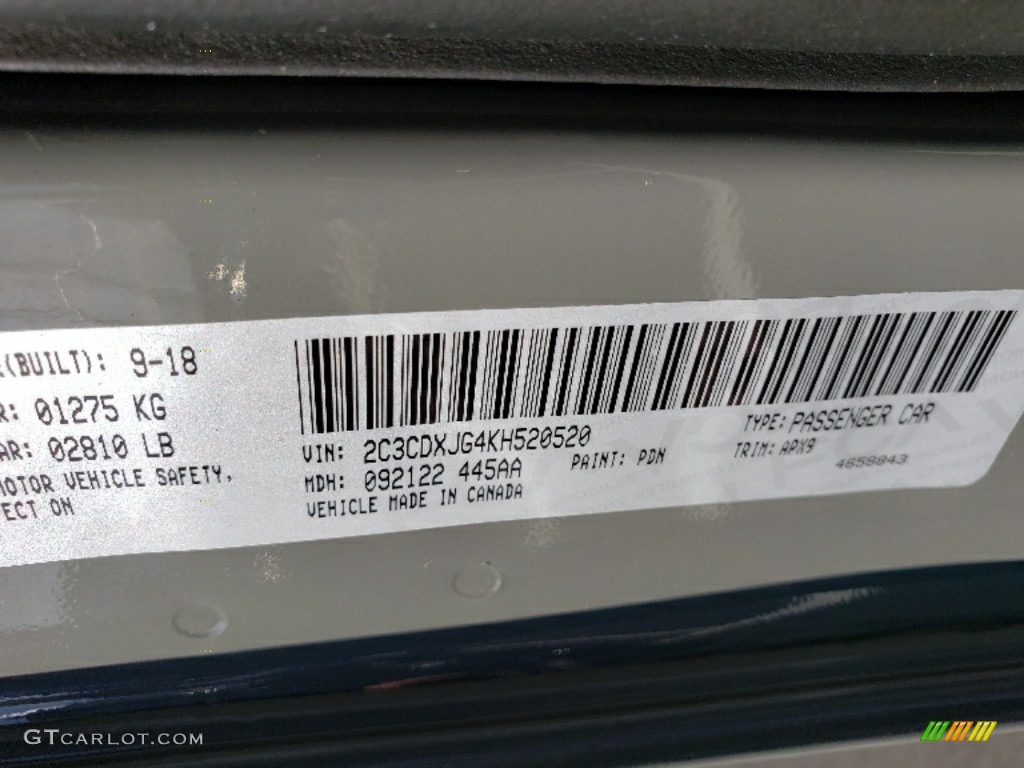 (BUILT): 9-18
R: 01275 KG
AR: 02810 LB
MOTOR VEHICLE SAFETY,
ECT ON
VIN: 2C3CDXJG4KH520520
TYPE: PASSENGER CAR
MDH: 092122 445AA
PAINT: PDN
TRIM: APX9
4658843
VEHICLE MADE IN CANADA
GTCARLOT.COM